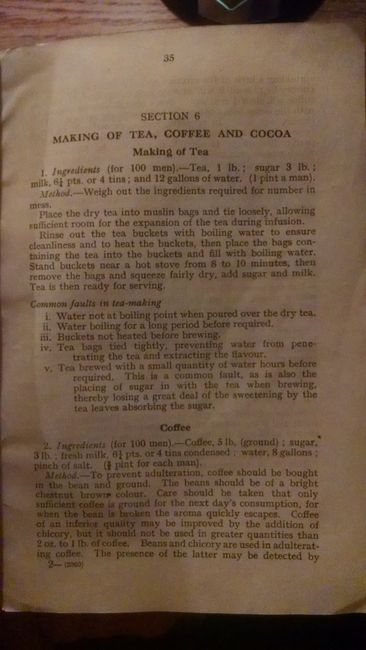 35
SECTION 6
MAKING OF TEA, COFFEE AND COCOA
Making of Tea
1. Ingredients (for 100 men).—Tea, 1 lb.; sugar 3 lb.;
milk, 6¼ pts. or 4 tins; and 12 gallons of water. (1 pint a man).
Method.—Weigh out the ingredients required for number in
mess.
Place the dry tea into muslin bags and tie loosely, allowing
sufficient room for the expansion of the tea during infusion.
Rinse out the tea buckets with boiling water to ensure
cleanliness and to heat the buckets, then place the bags con-
taining the tea into the buckets and fill with boiling water.
Stand buckets near a hot stove from 8 to 10 minutes, then
remove the bags and squeeze fairly dry, add sugar and milk.
Tea is then ready for serving.
Common faults in tea-making
i. Water not at boiling point when poured over the dry tea.
ii. Water boiling for a long period before required.
iii. Buckets not heated before brewing.
iv. Tea bags tied tightly, preventing water from pene-
trating the tea and extracting the flavour.
v. Tea brewed with a small quantity of water hours before
required. This is a common fault, as is also the
placing of sugar in with the tea when brewing,
thereby losing a great deal of the sweetening by the
tea leaves absorbing the sugar.
Coffee
2. Ingredients (for 100 men).—Coffee, 5 lb. (ground); sugar,
3 lb.; fresh milk, 6¼ pts. or 4 tins condensed; water, 8 gallons;
pinch of salt. (pint for each man).
Method.—To prevent adulteration, coffee should be bought
in the bean and ground. The beans should be of a bright
chestnut brown colour. Care should be taken that only
sufficient coffee is ground for the next day's consumption, for
when the bean is broken the aroma quickly escapes. Coffee
of an inferior quality may be improved by the addition of
chicory, but it should not be used in greater quantities than
2 oz. to 1 lb. of coffee. Beans and chicory are used in adulterat-
ing coffee. The presence of the latter may be detected by
2—